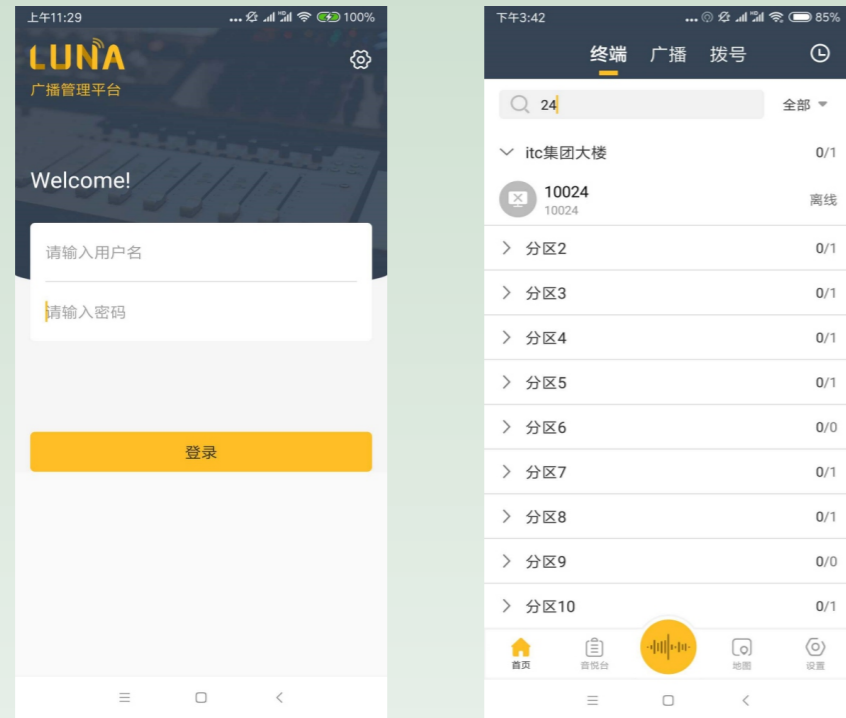 上午11:29
... 100%
LUNA
广播管理平台
Welcome!
请输入用户名
请输入密码
登录
下午3:42
... 85%
终端 广播 拨号
24 全部
itc集团大楼 0/1
10024
10024
离线
分区2 0/1
分区3 0/1
分区4 0/1
分区5 0/1
分区6 0/0
分区7 0/1
分区8 0/1
分区9 0/0
分区10 0/1
首页 音悦台 地图 设置